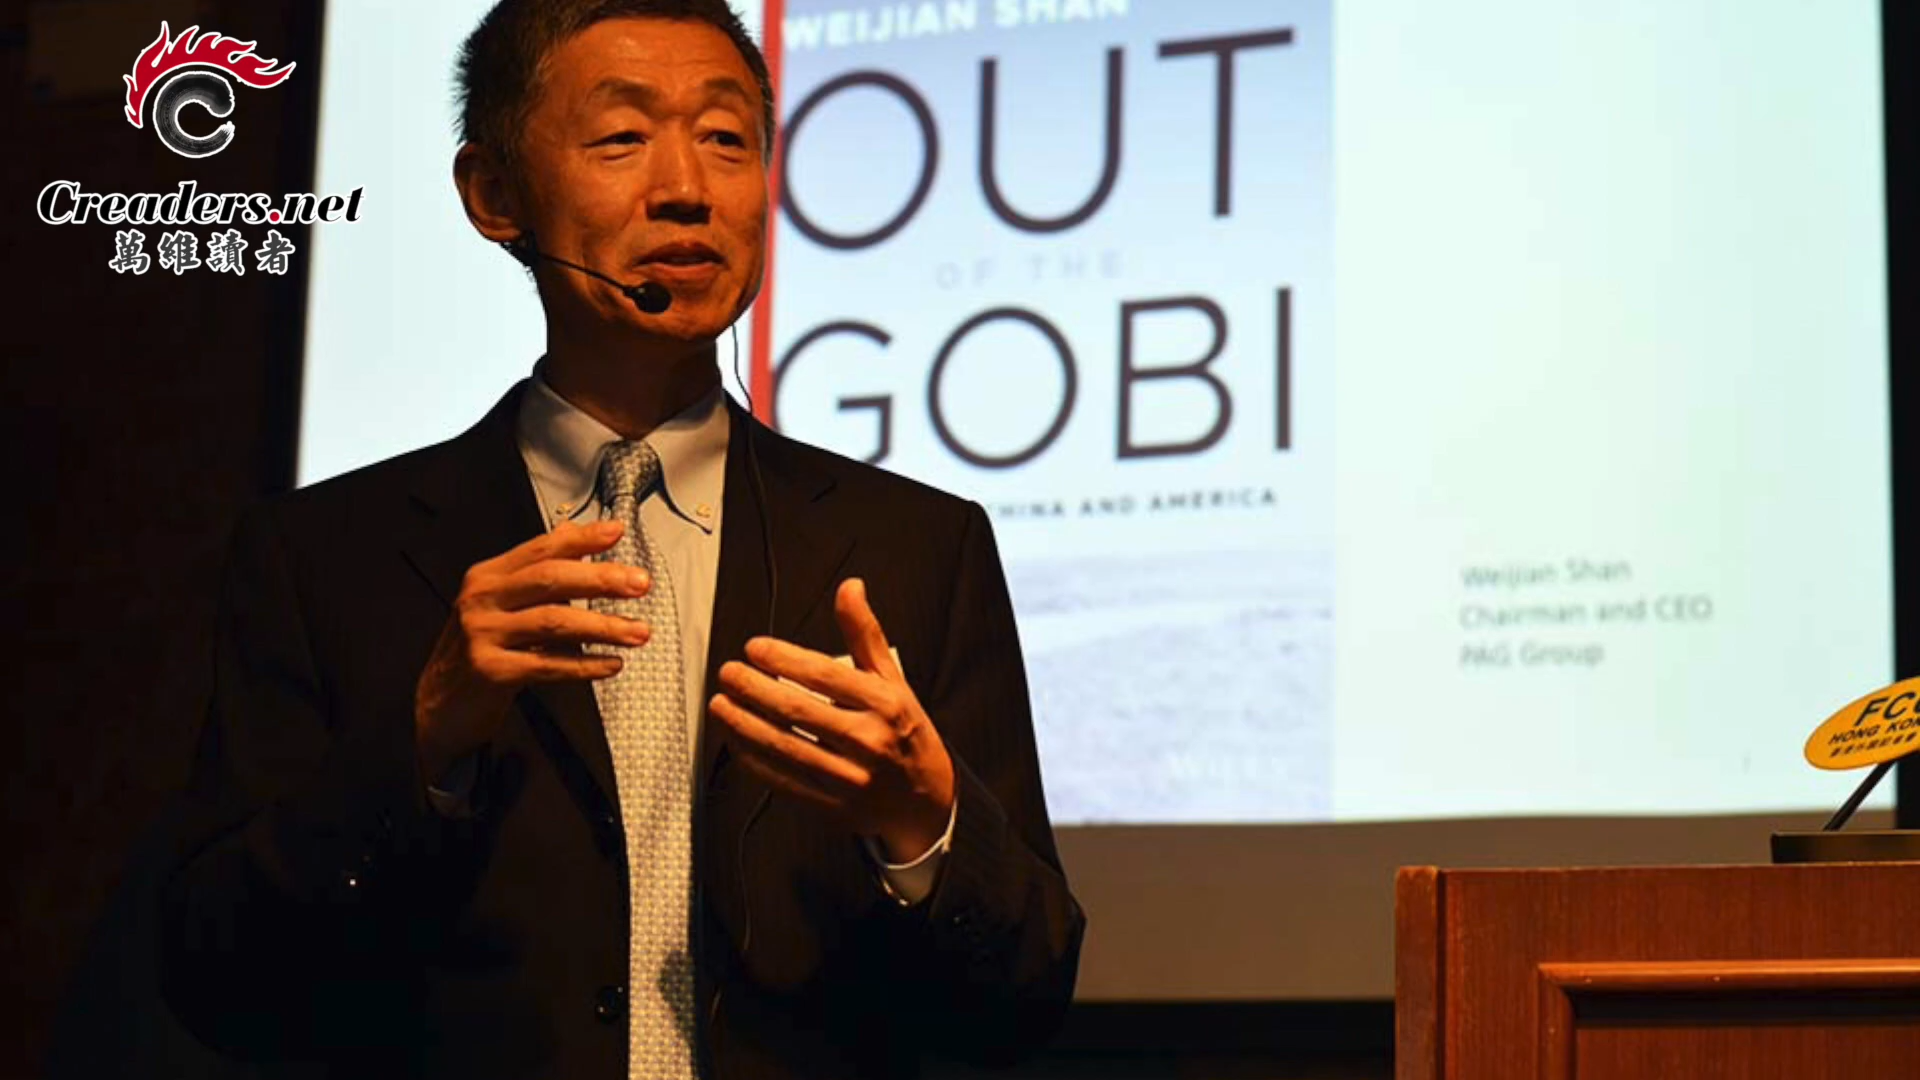 Creaders.net
萬維讀者
WEIJIAN SHAN
OUT
OF THE
GOBI
CHINA AND AMERICA
Weijian Shan
Chairman and CEO
PAG Group
WILEY
FCC
HONG KONG